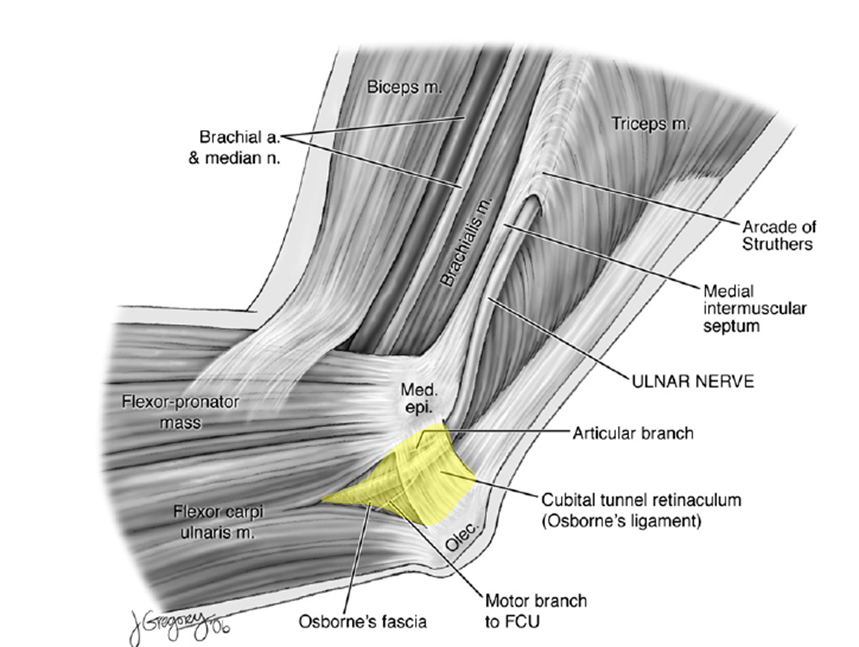 Biceps m.
Triceps m.
Brachial a.
& median n.
Brachialis m.
Arcade of
Struthers
Medial
intermuscular
septum
ULNAR NERVE
Med.
epi.
Flexor-pronator
mass
Articular branch
Cubital tunnel retinaculum
(Osborne's ligament)
Flexor carpi
ulnaris m.
Olec.
Motor branch
to FCU
Osborne's fascia
J Gregory '06